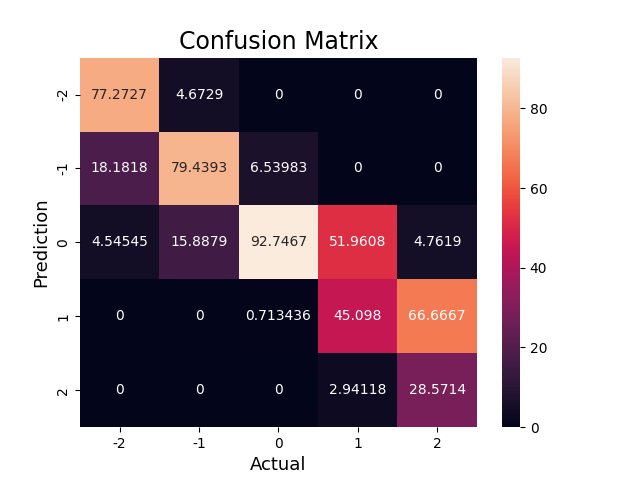 Confusion Matrix
-2 77.2727 4.6729 0 0 0
-1 18.1818 79.4393 6.53983 0 0
0 4.54545 15.8879 92.7467 51.9608 4.7619
1 0 0 0.713436 45.098 66.6667
2 0 0 0 2.94118 28.5714
-2 -1 0 1 2
Actual
Prediction
80
60
40
20
0